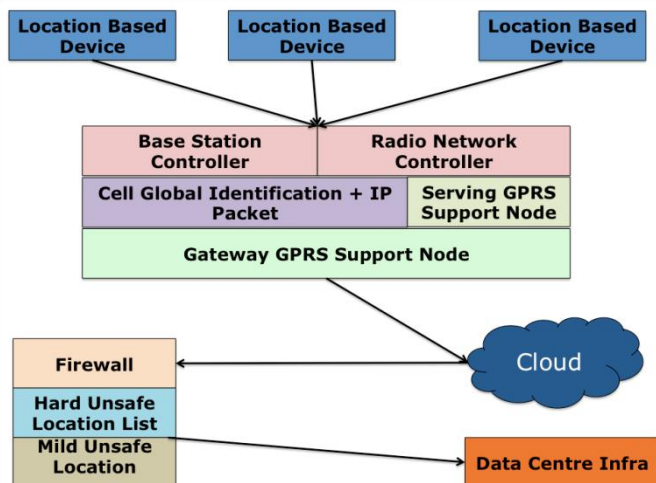 Location Based
Device
Location Based
Device
Location Based
Device
Base Station
Controller
Radio Network
Controller
Cell Global Identification + IP
Packet
Serving GPRS
Support Node
Gateway GPRS Support Node
Firewall
Cloud
Hard Unsafe
Location List
Mild Unsafe
Location
Data Centre Infra